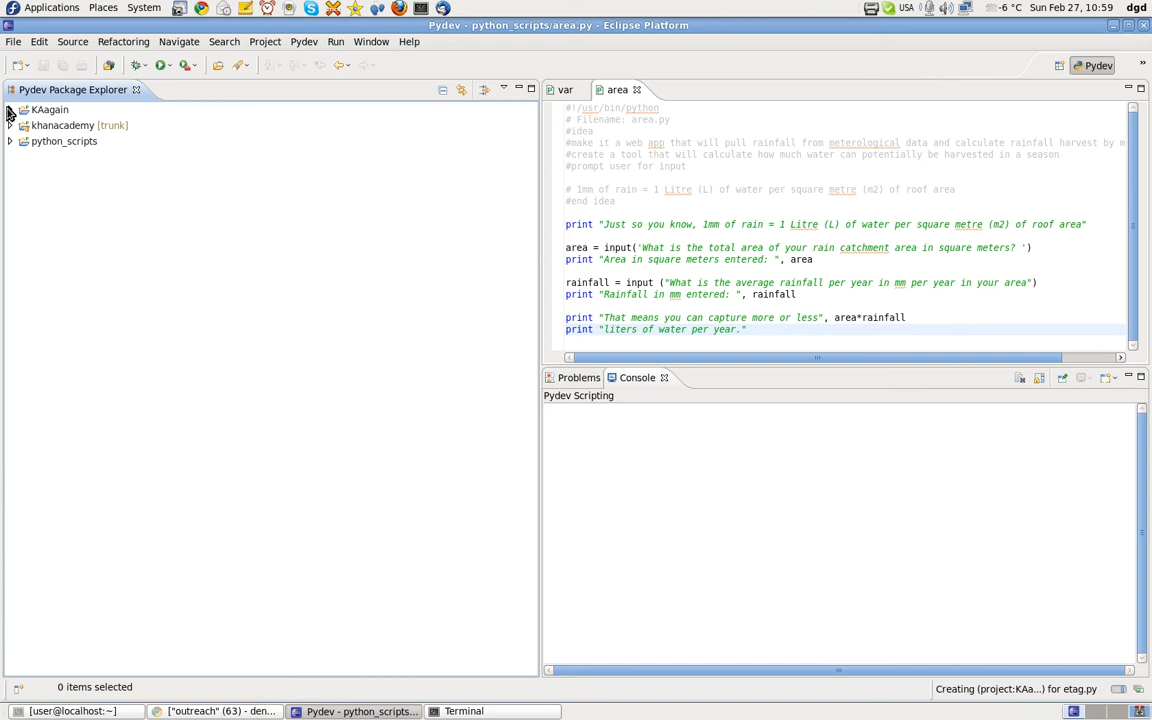 Applications Places System USA -6 °C Sun Feb 27, 10:59 dgd
Pydev - python_scripts/area.py - Eclipse Platform
File Edit Source Refactoring Navigate Search Project Pydev Run Window Help
Pydev
Pydev Package Explorer
KAagain
khanacademy [trunk]
python_scripts
var area
#!/usr/bin/python
# Filename: area.py
#idea
#make it a web app that will pull rainfall from meterological data and calculate rainfall harvest by m
#create a tool that will calculate how much water can potentially be harvested in a season
#prompt user for input
# 1mm of rain = 1 Litre (L) of water per square metre (m2) of roof area
#end idea
print "Just so you know, 1mm of rain = 1 Litre (L) of water per square metre (m2) of roof area"
area = input('What is the total area of your rain catchment area in square meters? ')
print "Area in square meters entered: ", area
rainfall = input ("What is the average rainfall per year in mm per year in your area")
print "Rainfall in mm entered: ", rainfall
print "That means you can capture more or less", area*rainfall
print "liters of water per year."
Problems Console
Pydev Scripting
0 items selected
Creating (project:KAa...) for etag.py
[user@localhost:~] ["outreach" (63) - den... Pydev - python_scripts... Terminal